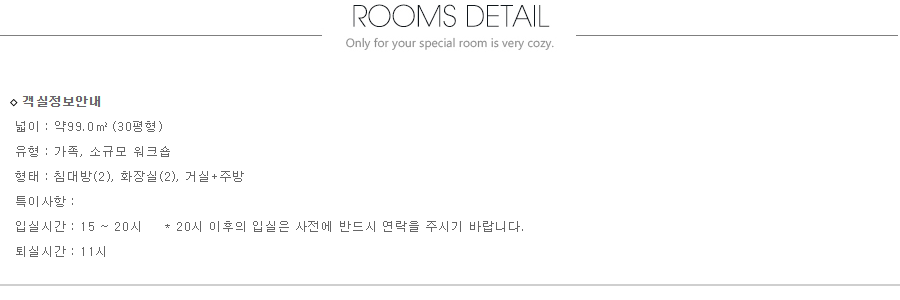 ROOMS DETAIL
Only for your special room is very cozy.
◇ 객실정보안내
넓이 : 약99.0㎡ (30평형)
유형 : 가족, 소규모 워크숍
형태 : 침대방(2), 화장실(2), 거실+주방
특이사항 :
입실시간 : 15 ~ 20시 * 20시 이후의 입실은 사전에 반드시 연락을 주시기 바랍니다.
퇴실시간 : 11시